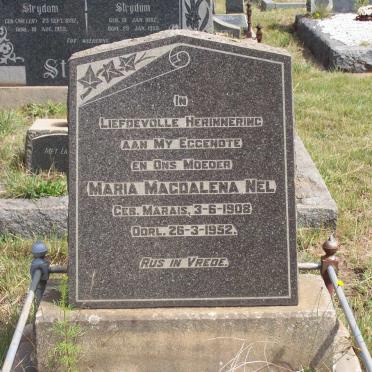 Strydom
Strydom
In
Liefdevolle Herinnering
aan My Eggenote
en Ons Moeder
Maria Magdalena Nel
Geb. Marais, 3-6-1908
Oorl. 26-3-1952.
Rus in Vrede.